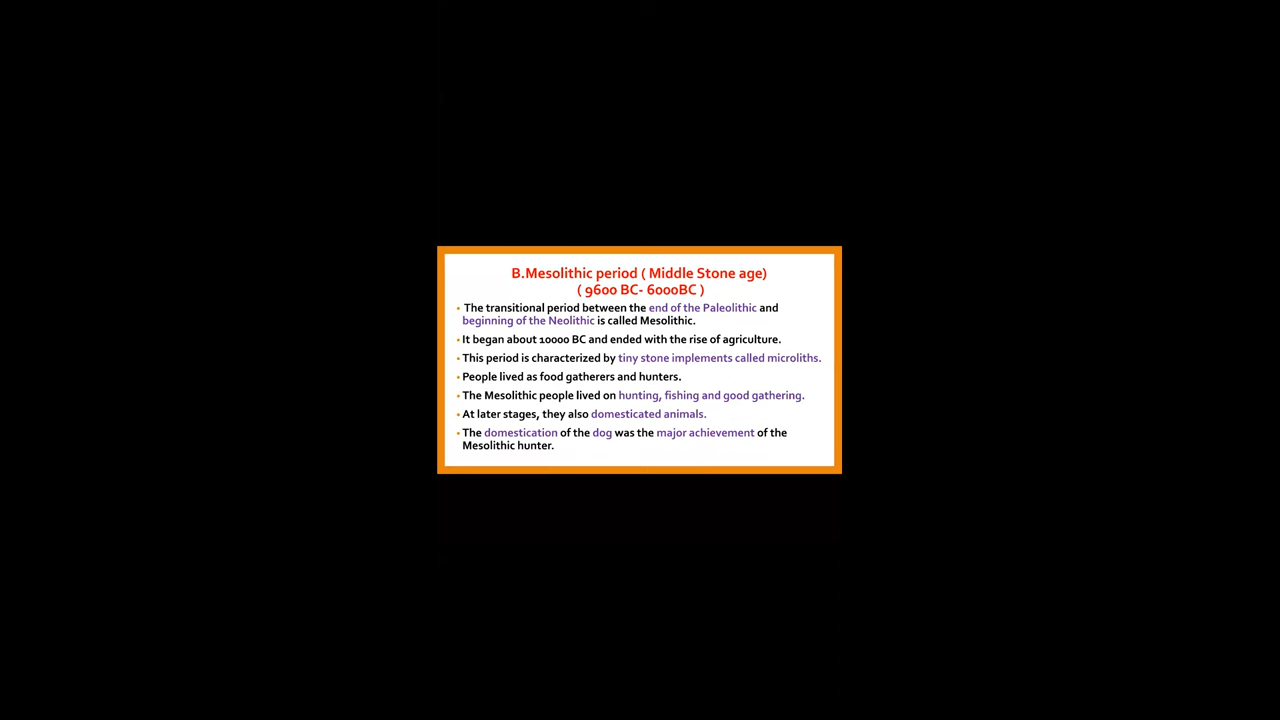 B.Mesolithic period ( Middle Stone age)
( 9600 BC- 6000BC )
• The transitional period between the end of the Paleolithic and
beginning of the Neolithic is called Mesolithic.
• It began about 10000 BC and ended with the rise of agriculture.
• This period is characterized by tiny stone implements called microliths.
• People lived as food gatherers and hunters.
• The Mesolithic people lived on hunting, fishing and good gathering.
• At later stages, they also domesticated animals.
• The domestication of the dog was the major achievement of the
Mesolithic hunter.